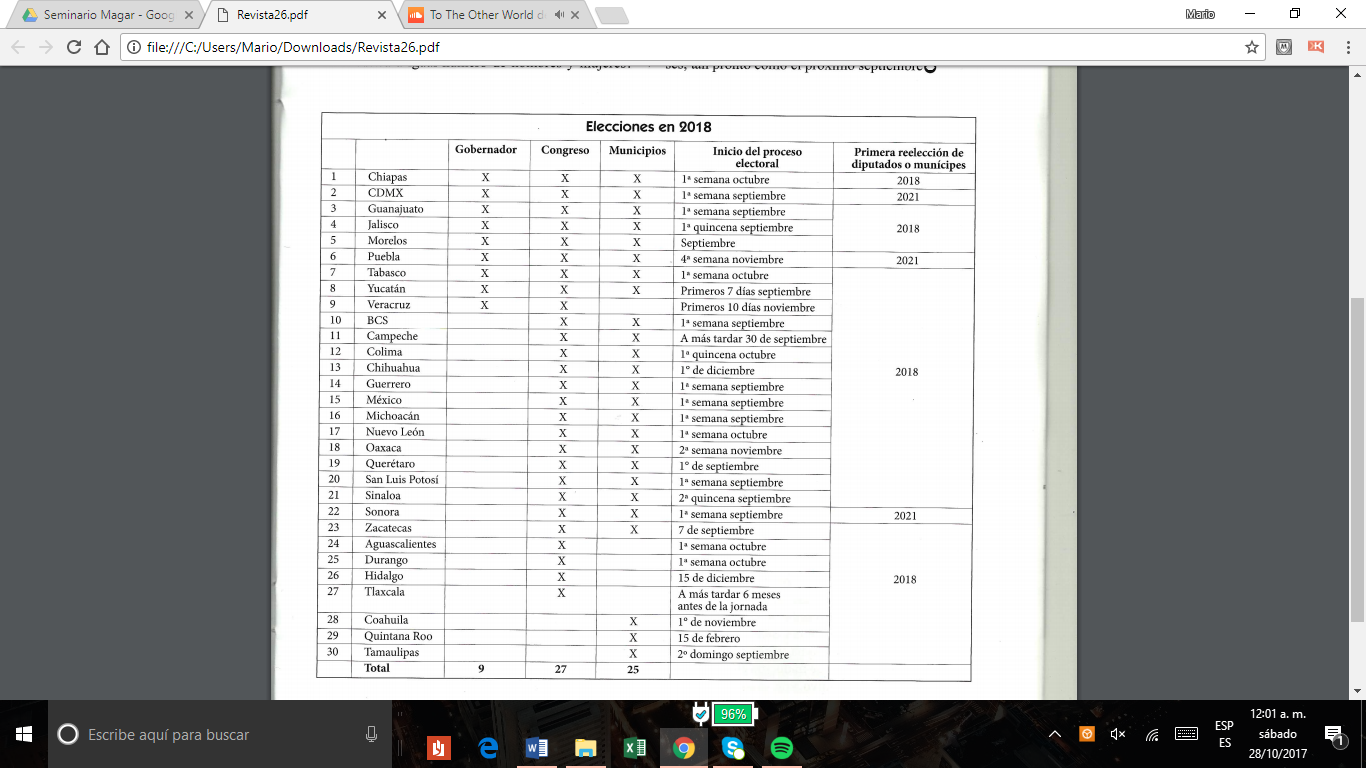 Seminario Magar - Goog
Revista26.pdf
To The Other World d
Mario
file:///C:/Users/Mario/Downloads/Revista26.pdf
Elecciones en 2018
Gobernador Congreso Municipios Inicio del proceso electoral Primera reelección de diputados o munícipes
1 Chiapas X X X 1ª semana octubre 2018
2 CDMX X X X 1ª semana septiembre 2021
3 Guanajuato X X X 1ª semana septiembre
4 Jalisco X X X 1ª quincena septiembre 2018
5 Morelos X X X Septiembre
6 Puebla X X X 4ª semana noviembre 2021
7 Tabasco X X X 1ª semana octubre
8 Yucatán X X X Primeros 7 días septiembre
9 Veracruz X X Primeros 10 días noviembre
10 BCS X X 1ª semana septiembre
11 Campeche X X A más tardar 30 de septiembre
12 Colima X X 1ª quincena octubre
13 Chihuahua X X 1º de diciembre 2018
14 Guerrero X X 1ª semana septiembre
15 México X X 1ª semana septiembre
16 Michoacán X X 1ª semana septiembre
17 Nuevo León X X 1ª semana octubre
18 Oaxaca X X 2ª semana noviembre
19 Querétaro X X 1º de septiembre
20 San Luis Potosí X X 1ª semana septiembre
21 Sinaloa X X 2ª quincena septiembre
22 Sonora X X 1ª semana septiembre 2021
23 Zacatecas X X 7 de septiembre
24 Aguascalientes X 1ª semana octubre
25 Durango X 1ª semana octubre
26 Hidalgo X 15 de diciembre 2018
27 Tlaxcala X A más tardar 6 meses
antes de la jornada
28 Coahuila X 1º de noviembre
29 Quintana Roo X 15 de febrero
30 Tamaulipas X 2º domingo septiembre
Total 9 27 25
Escribe aquí para buscar
96%
ESP
ES
12:01 a. m.
sábado
28/10/2017
1